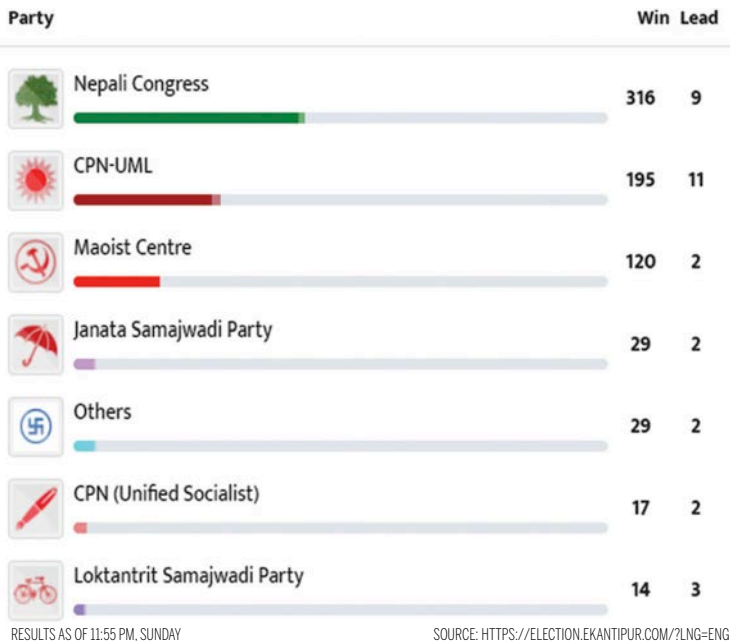 Party Win Lead
Nepali Congress
316 9
CPN-UML
195 11
Maoist Centre
120 2
Janata Samajwadi Party
29 2
Others
29 2
CPN (Unified Socialist)
17 2
Loktantrit Samajwadi Party
14 3
RESULTS AS OF 11:55 PM, SUNDAY SOURCE: HTTPS://ELECTION.EKANTIPUR.COM/?LNG=ENG